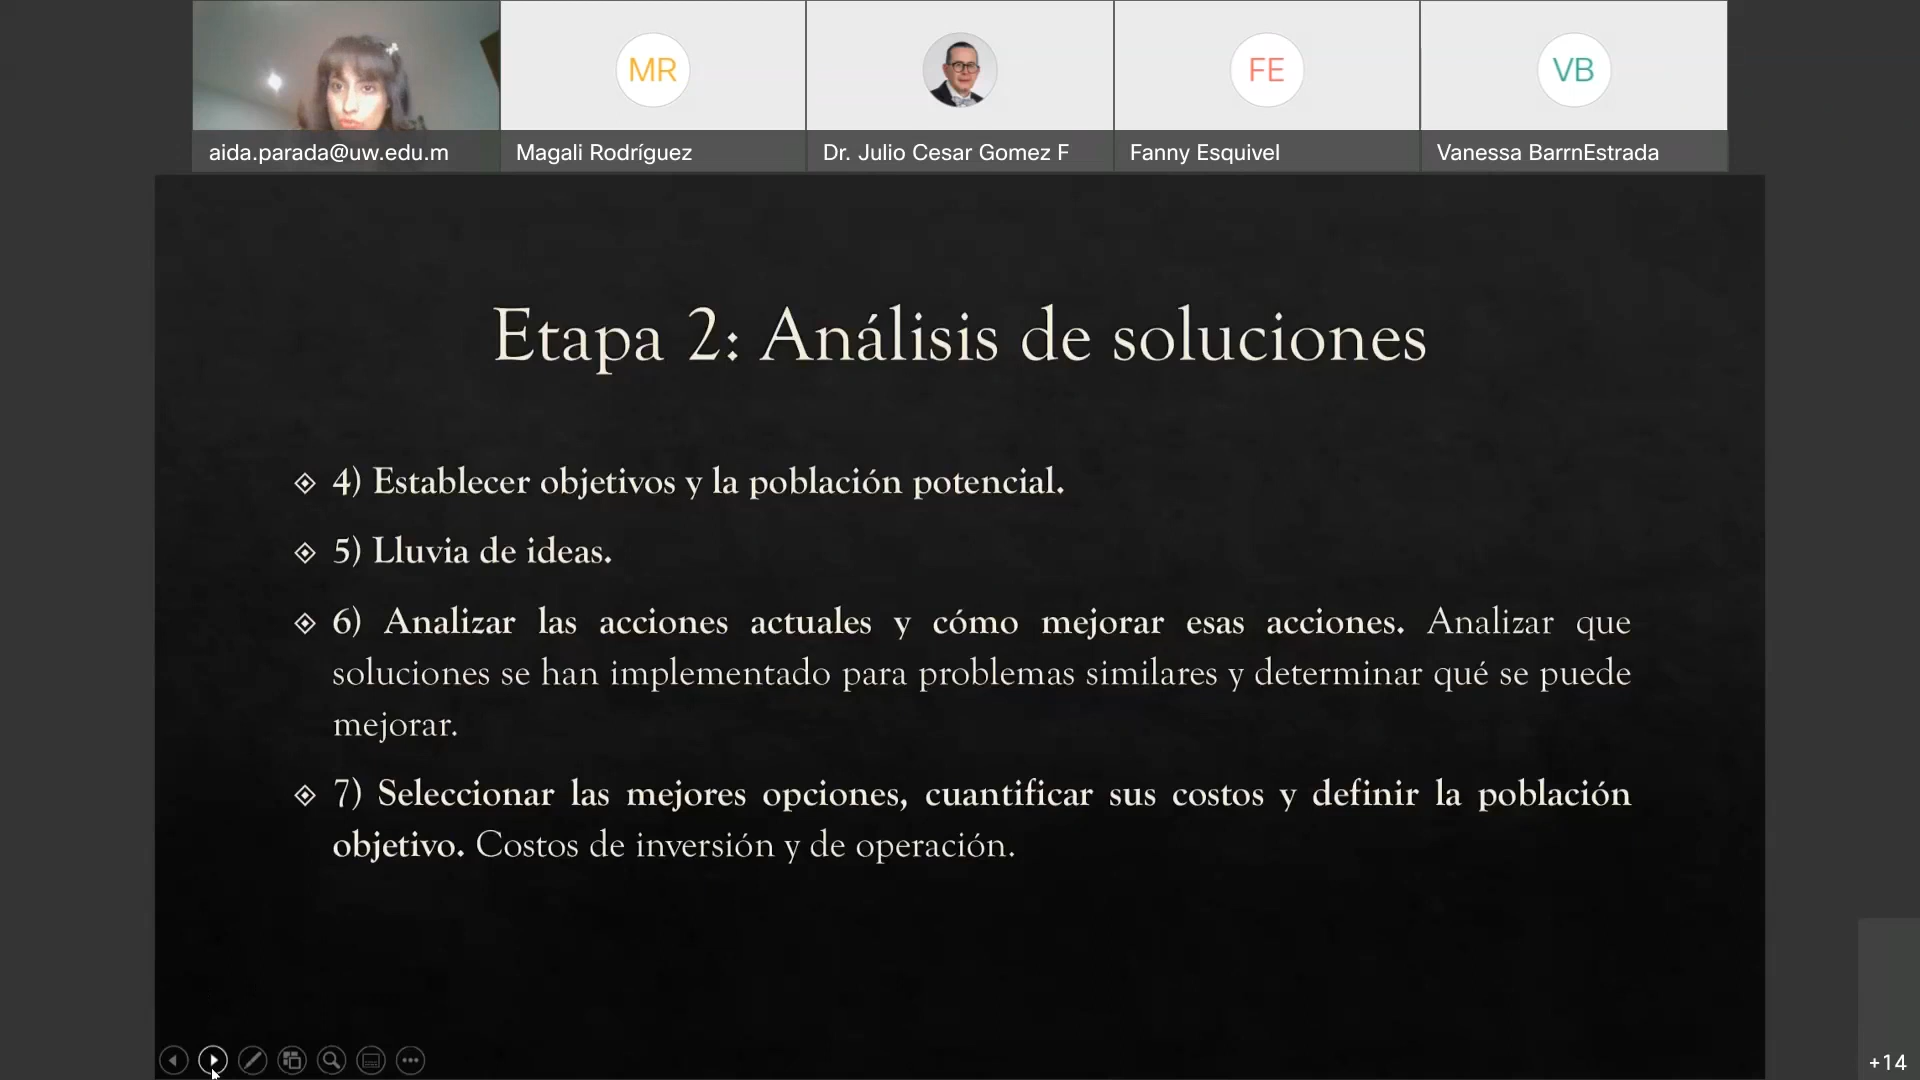 MR
FE
VB
aida.parada@uw.edu.m
Magali Rodríguez
Dr. Julio Cesar Gomez F
Fanny Esquivel
Vanessa BarrnEstrada
Etapa 2: Análisis de soluciones
4) Establecer objetivos y la población potencial.
5) Lluvia de ideas.
6) Analizar las acciones actuales y cómo mejorar esas acciones. Analizar que
soluciones se han implementado para problemas similares y determinar qué se puede
mejorar.
7) Seleccionar las mejores opciones, cuantificar sus costos y definir la población
objetivo. Costos de inversión y de operación.
+14